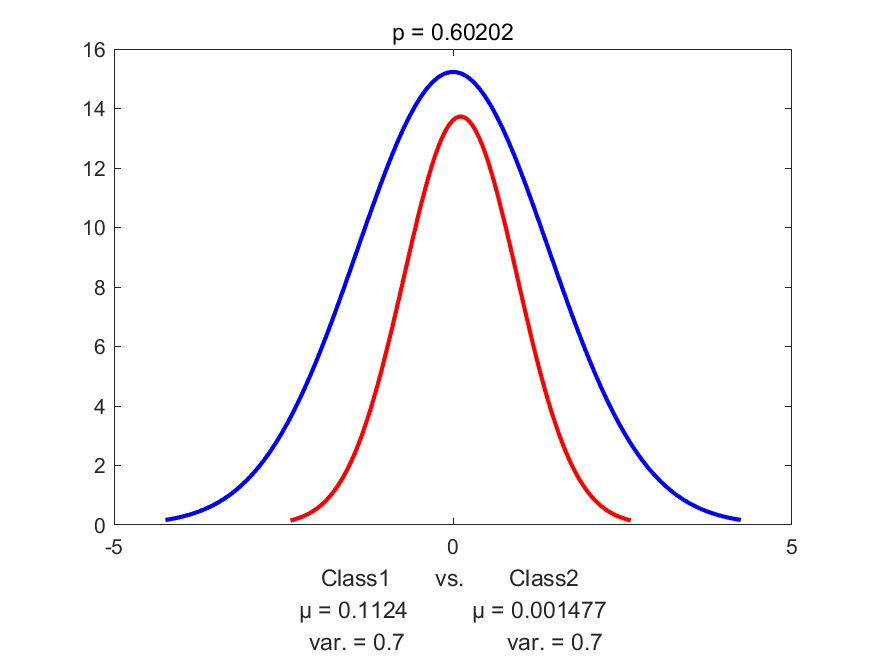 p = 0.60202
16
14
12
10
8
6
4
2
0
-5 0 5
Class1 vs. Class2
μ = 0.1124 μ = 0.001477
var. = 0.7 var. = 0.7